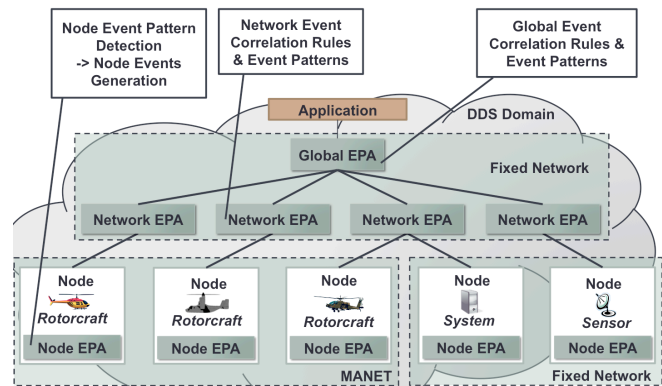 Node Event Pattern
Detection
-> Node Events
Generation
Network Event
Correlation Rules
& Event Patterns
Global Event
Correlation Rules &
Event Patterns
Application
DDS Domain
Global EPA
Fixed Network
Network EPA
Network EPA
Network EPA
Network EPA
Node
Rotorcraft
Node EPA
Node
Rotorcraft
Node EPA
Node
Rotorcraft
Node EPA
MANET
Node
System
Node EPA
Node
Sensor
Node EPA
Fixed Network